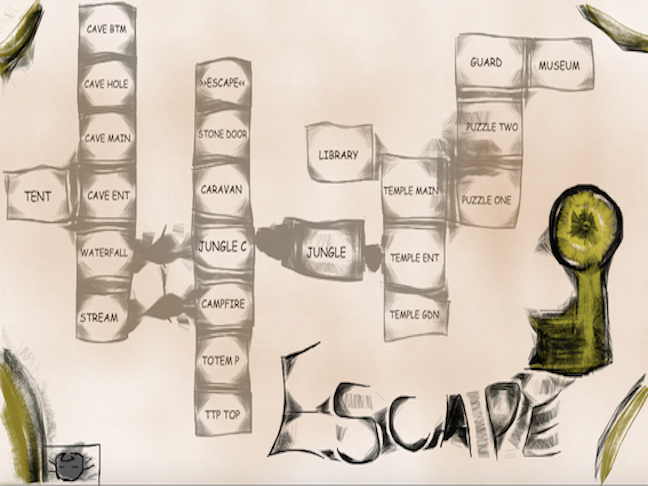 CAVE BTM
CAVE HOLE
CAVE MAIN
TENT
CAVE ENT
WATERFALL
STREAM
>>ESCAPE<<
STONE DOOR
CARAVAN
JUNGLE C
CAMPFIRE
TOTEM P
TTP TOP
JUNGLE
LIBRARY
TEMPLE MAIN
TEMPLE ENT
TEMPLE GDN
GUARD
MUSEUM
PUZZLE TWO
PUZZLE ONE
ESCAPE